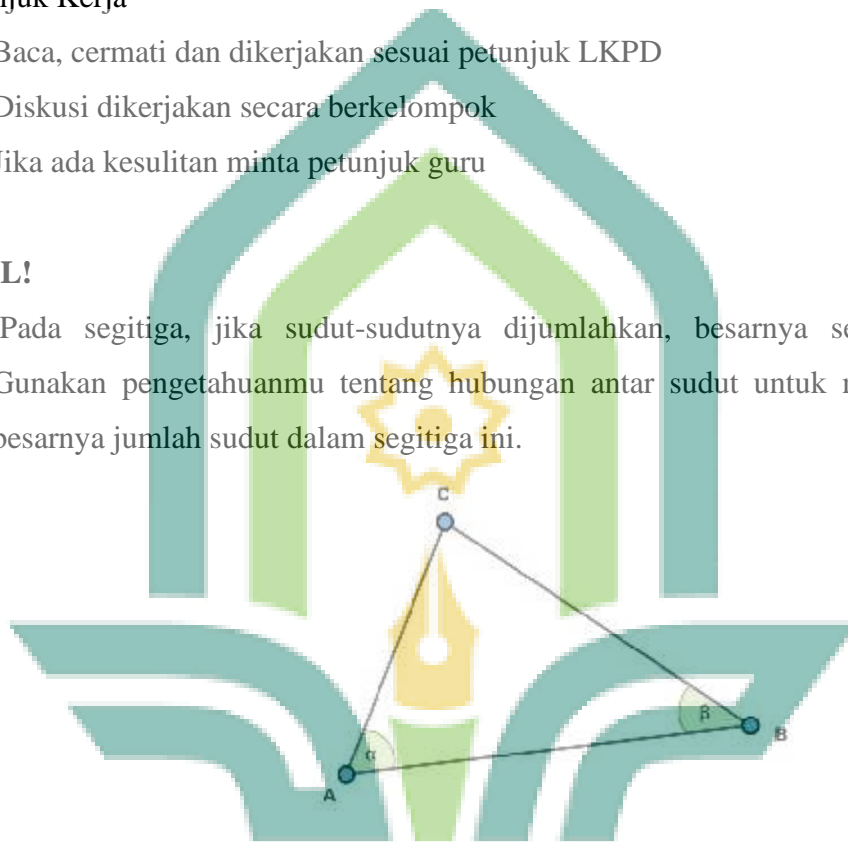 juk Kerja
Baca, cermati dan dikerjakan sesuai petunjuk LKPD
Diskusi dikerjakan secara berkelompok
Jika ada kesulitan minta petunjuk guru
L!
Pada segitiga, jika sudut-sudutnya dijumlahkan, besarnya se
Gunakan pengetahuanmu tentang hubungan antar sudut untuk
besarnya jumlah sudut dalam segitiga ini.
C
β
B
α
A